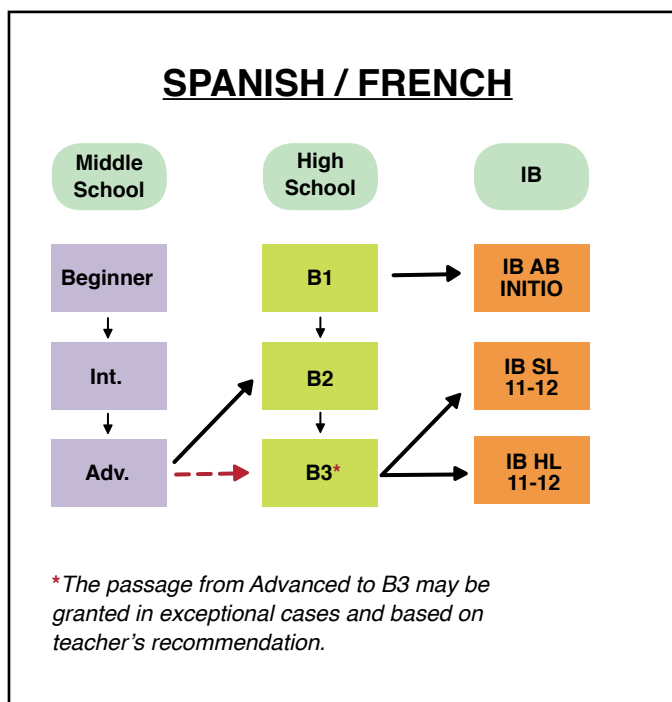 SPANISH / FRENCH
Middle
School
High
School
IB
Beginner
B1
IB AB
INITIO
Int.
B2
IB SL
11-12
Adv.
B3*
IB HL
11-12
*The passage from Advanced to B3 may be
granted in exceptional cases and based on
teacher’s recommendation.